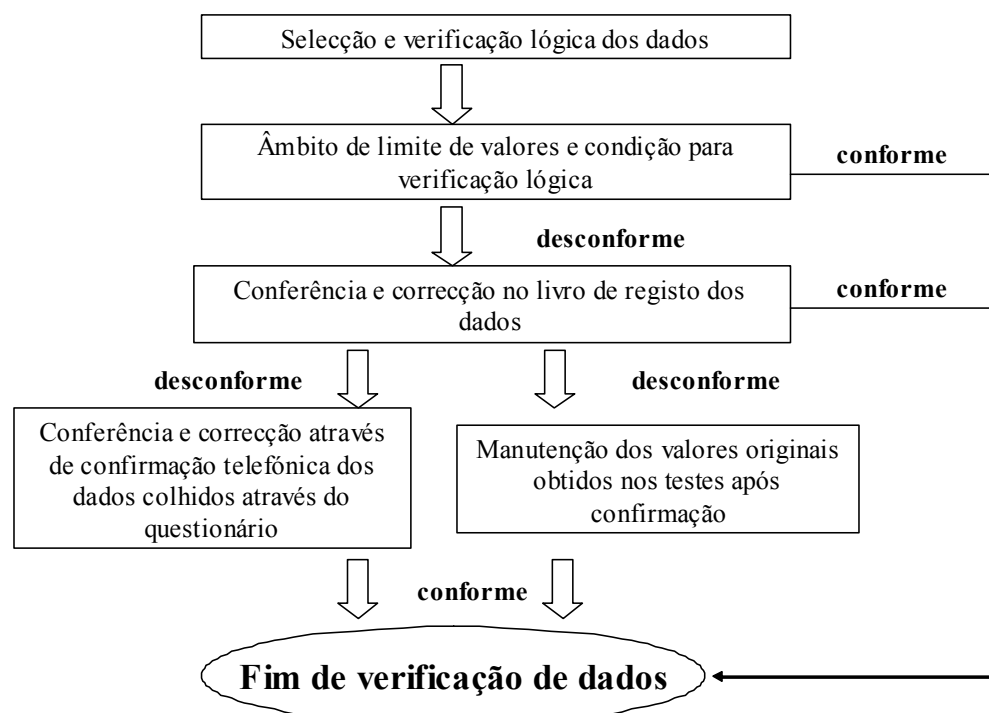 Selecção e verificação lógica dos dados
Âmbito de limite de valores e condição para
verificação lógica
conforme
desconforme
Conferência e correcção no livro de registo dos
dados
conforme
desconforme
desconforme
Conferência e correcção através
de confirmação telefónica dos
dados colhidos através do
questionário
Manutenção dos valores originais
obtidos nos testes após
confirmação
conforme
Fim de verificação de dados